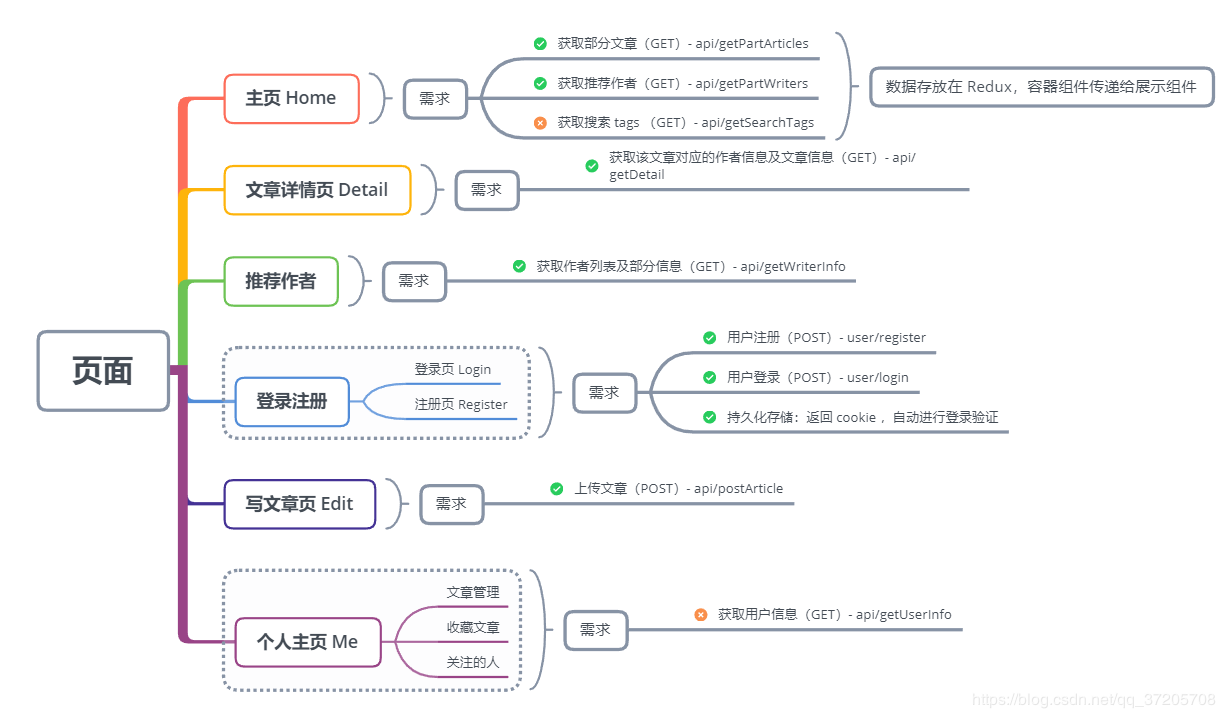 页面
主页 Home
需求
获取部分文章（GET）- api/getPartArticles
获取推荐作者（GET）- api/getPartWriters
获取搜索 tags （GET）- api/getSearchTags
数据存放在 Redux，容器组件传递给展示组件
文章详情页 Detail
需求
获取该文章对应的作者信息及文章信息（GET）- api/
getDetail
推荐作者
需求
获取作者列表及部分信息（GET）- api/getWriterInfo
登录注册
登录页 Login
注册页 Register
需求
用户注册（POST）- user/register
用户登录（POST）- user/login
持久化存储：返回 cookie ，自动进行登录验证
写文章页 Edit
需求
上传文章（POST）- api/postArticle
个人主页 Me
文章管理
收藏文章
关注的人
需求
获取用户信息（GET）- api/getUserInfo
https://blog.csdn.net/qq_37205708